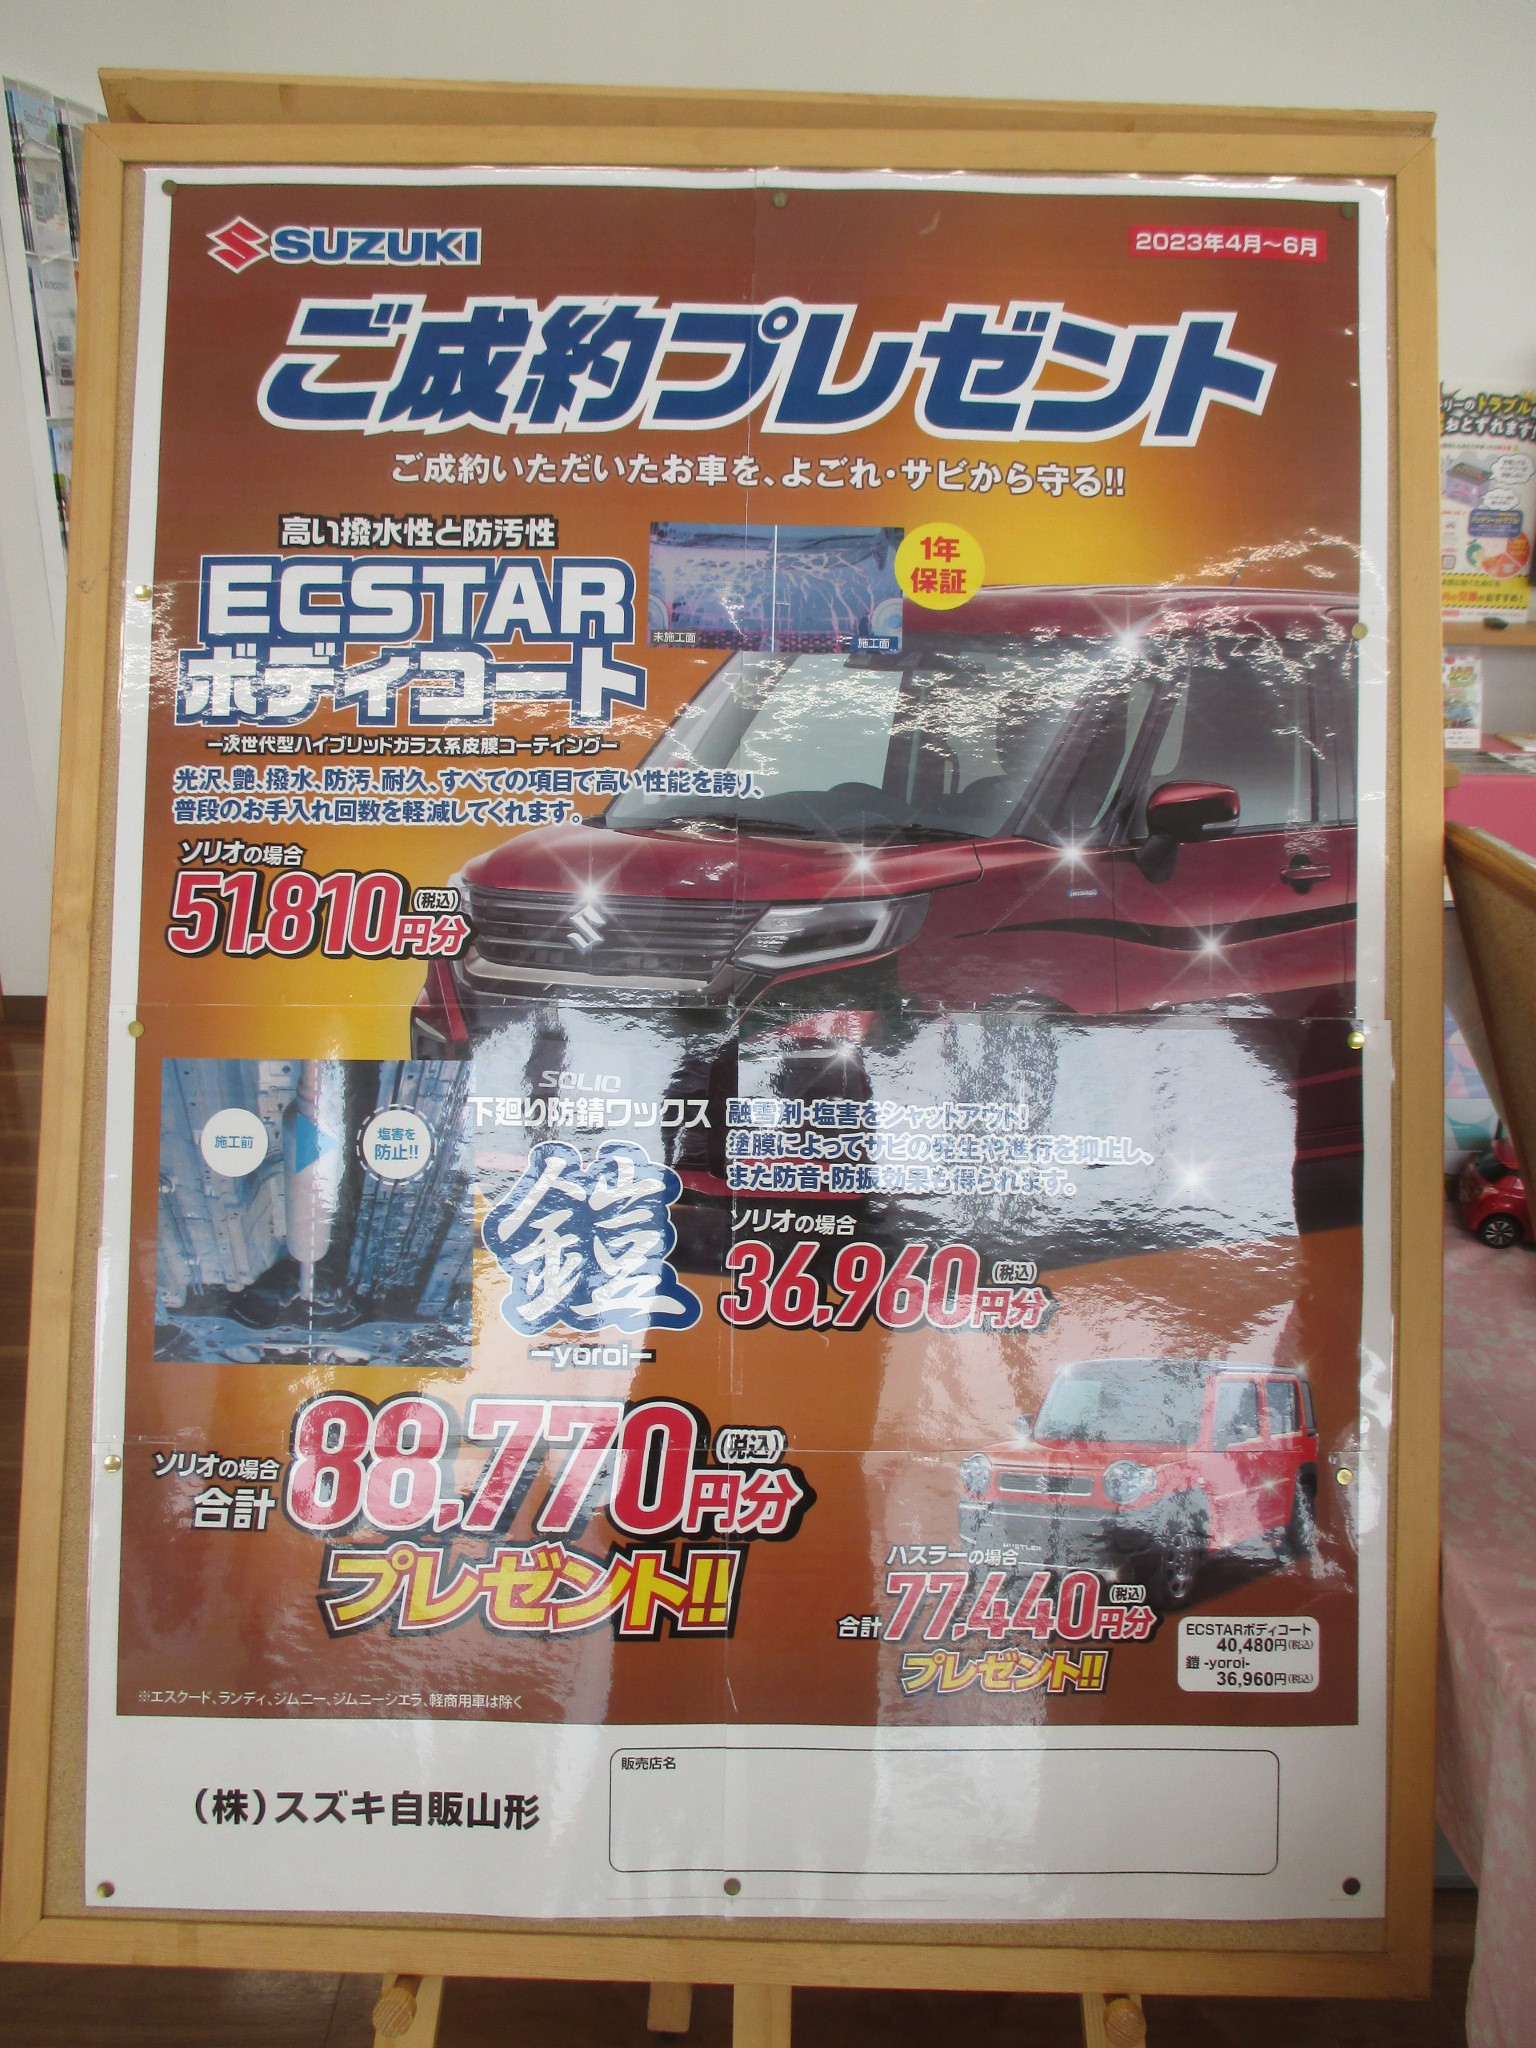 SUZUKI
2023年4月～6月
ご成約プレゼント
ご成約いただいたお車を、よごれ・サビから守る!!
高い撥水性と防汚性
ECSTAR
ボディコート
ー次世代型ハイブリッドガラス系皮膜コーティングー
未施工面
施工面
1年
保証
光沢、艶、撥水、防汚、耐久、すべての項目で高い性能を誇り、
普段のお手入れ回数を軽減してくれます。
ソリオの場合
51,810円分
(税込)
施工前
塩害を
防止!!
SOLIO
下廻り防錆ワックス
鎧
ーyoroiー
融雪剤・塩害をシャットアウト!
塗膜によってサビの発生や進行を抑止し、
また防音・防振効果も得られます。
ソリオの場合
36,960円分
(税込)
ソリオの場合
合計
88,770円分
(税込)
プレゼント!!
HUSTLER
ハスラーの場合
合計77,440円分
(税込)
プレゼント!!
ECSTARボディコート
40,480円(税込)
鎧 -yoroi-
36,960円(税込)
※エスクード、ランディ、ジムニー、ジムニーシエラ、軽商用車は除く
(株)スズキ自販山形
販売店名
トラブル
おとずれます!